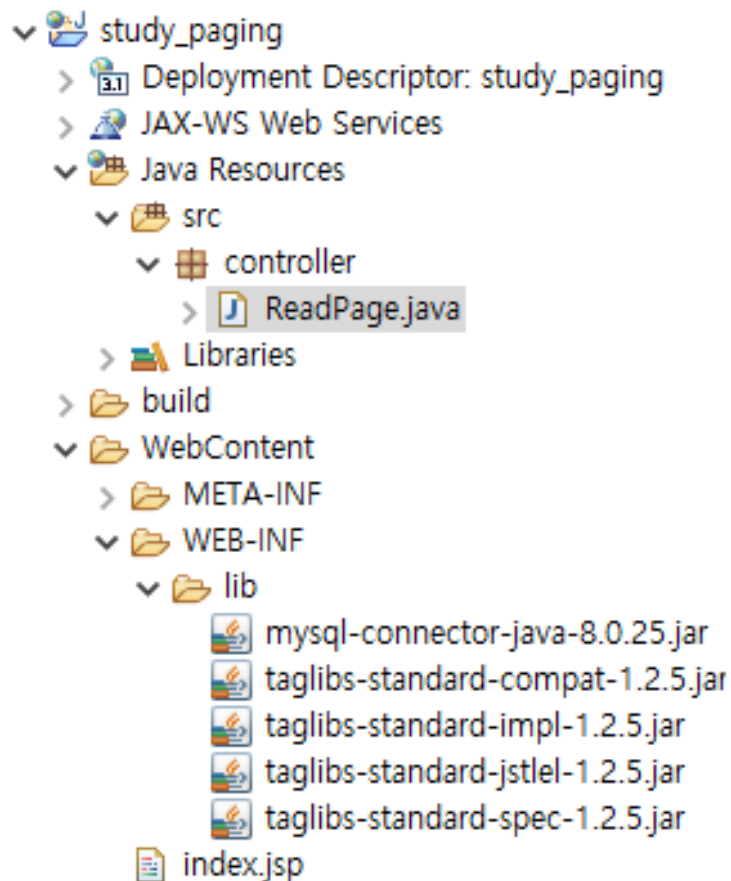 study_paging
3.1 Deployment Descriptor: study_paging
JAX-WS Web Services
Java Resources
src
controller
J ReadPage.java
Libraries
build
WebContent
META-INF
WEB-INF
lib
mysql-connector-java-8.0.25.jar
taglibs-standard-compat-1.2.5.jar
taglibs-standard-impl-1.2.5.jar
taglibs-standard-jstlel-1.2.5.jar
taglibs-standard-spec-1.2.5.jar
index.jsp